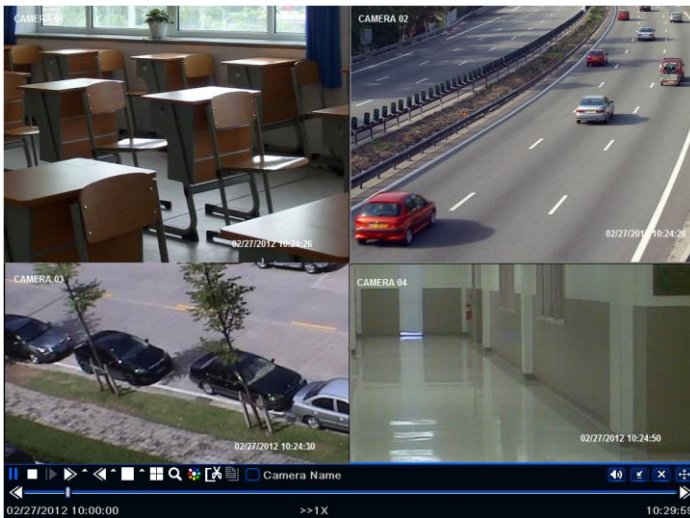 CAMERA 01
CAMERA 02
02/27/2012 10:24:26
02/27/2012 10:24:26
CAMERA 03
CAMERA 04
02/27/2012 10:24:30
02/27/2012 10:24:50
Camera Name
02/27/2012 10:00:00
>>1X
10:29:59